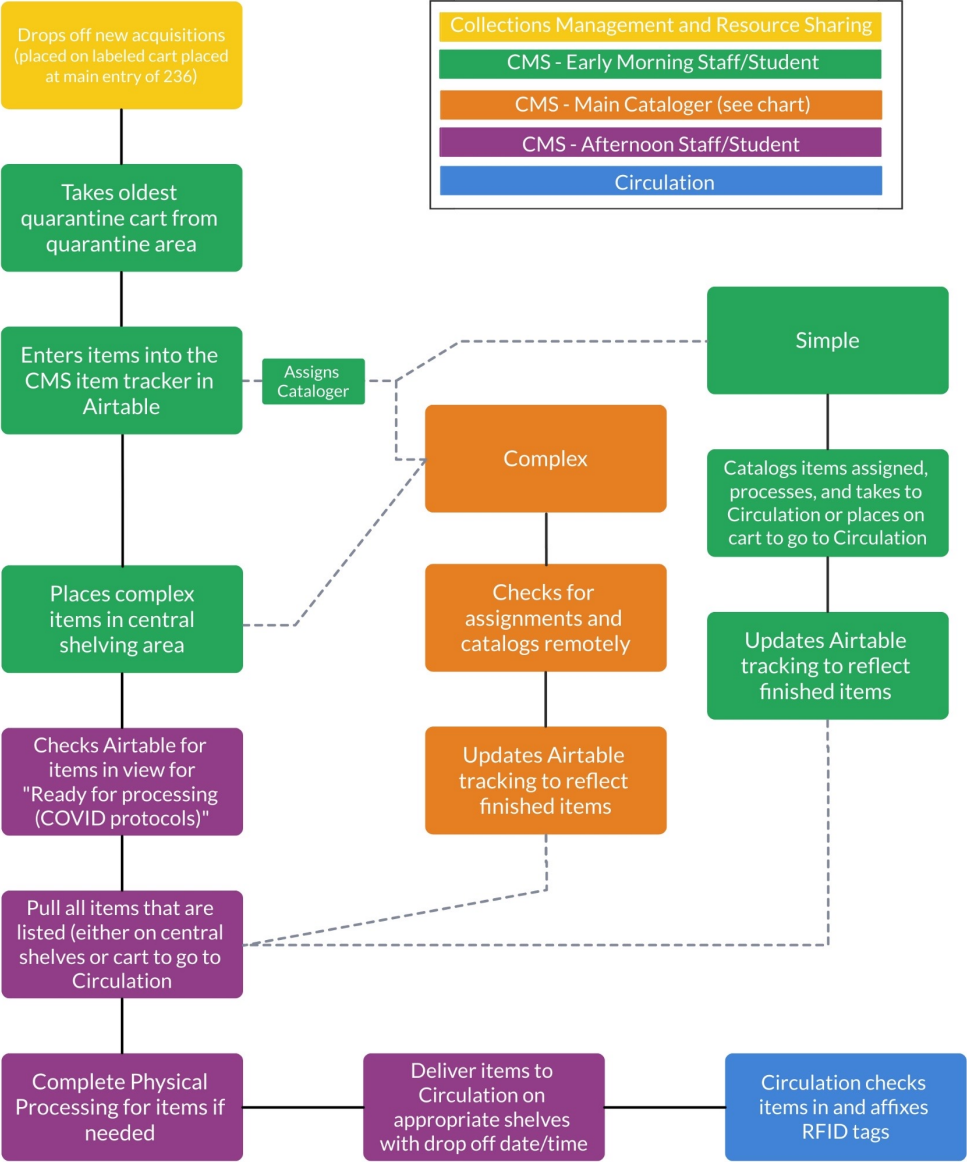 Drops off new acquisitions
(placed on labeled cart placed
at main entry of 236)
Collections Management and Resource Sharing
CMS - Early Morning Staff/Student
CMS - Main Cataloger (see chart)
CMS - Afternoon Staff/Student
Circulation
Takes oldest
quarantine cart from
quarantine area
Enters items into the
CMS item tracker in
Airtable
Assigns
Cataloger
Simple
Complex
Catalogs items assigned,
processes, and takes to
Circulation or places on
cart to go to Circulation
Places complex
items in central
shelving area
Checks for
assignments and
catalogs remotely
Updates Airtable
tracking to reflect
finished items
Checks Airtable for
items in view for
"Ready for processing
(COVID protocols)"
Updates Airtable
tracking to reflect
finished items
Pull all items that are
listed (either on central
shelves or cart to go to
Circulation
Complete Physical
Processing for items if
needed
Deliver items to
Circulation on
appropriate shelves
with drop off date/time
Circulation checks
items in and affixes
RFID tags